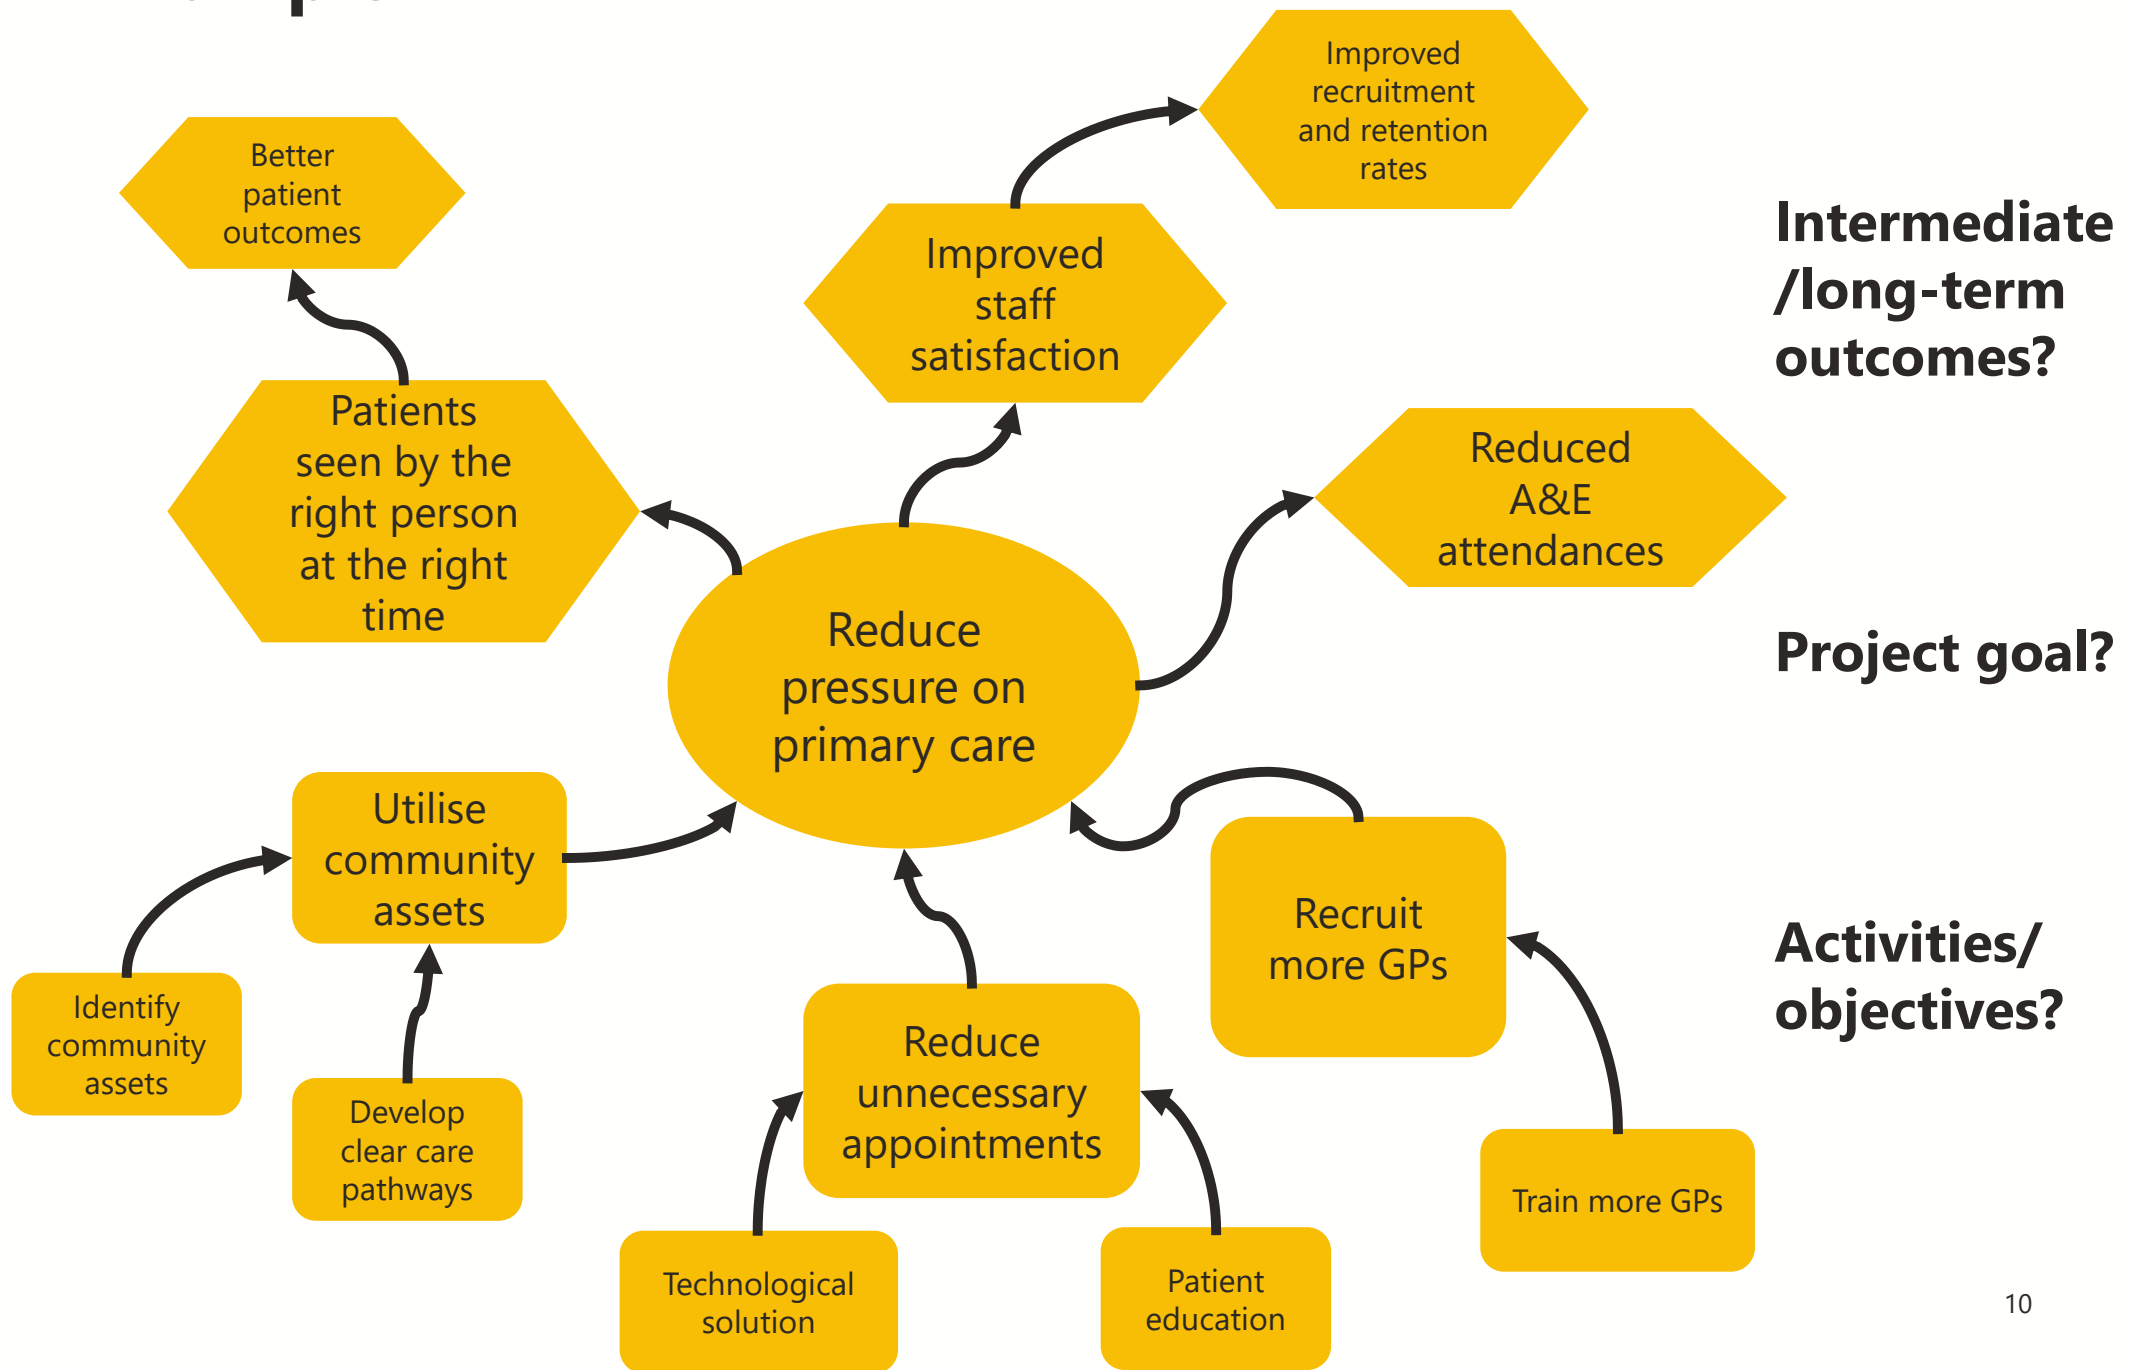 Improved
recruitment
and retention
rates
Better
patient
outcomes
Improved
staff
satisfaction
Intermediate
/long-term
outcomes?
Patients
seen by the
right person
at the right
time
Reduced
A&E
attendances
Reduce
pressure on
primary care
Project goal?
Utilise
community
assets
Recruit
more GPs
Activities/
objectives?
Identify
community
assets
Develop
clear care
pathways
Reduce
unnecessary
appointments
Train more GPs
Technological
solution
Patient
education
10